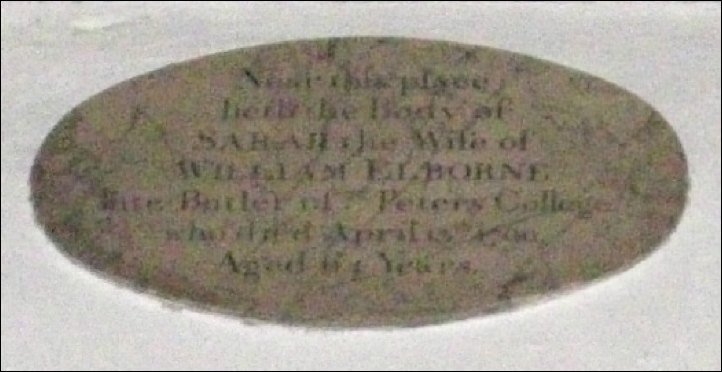 Near this place
lieth the Body of
SARAH the Wife of
WILLIAM ELBORNE
late Butler of St Peters College
who died April
Aged 64 Years.